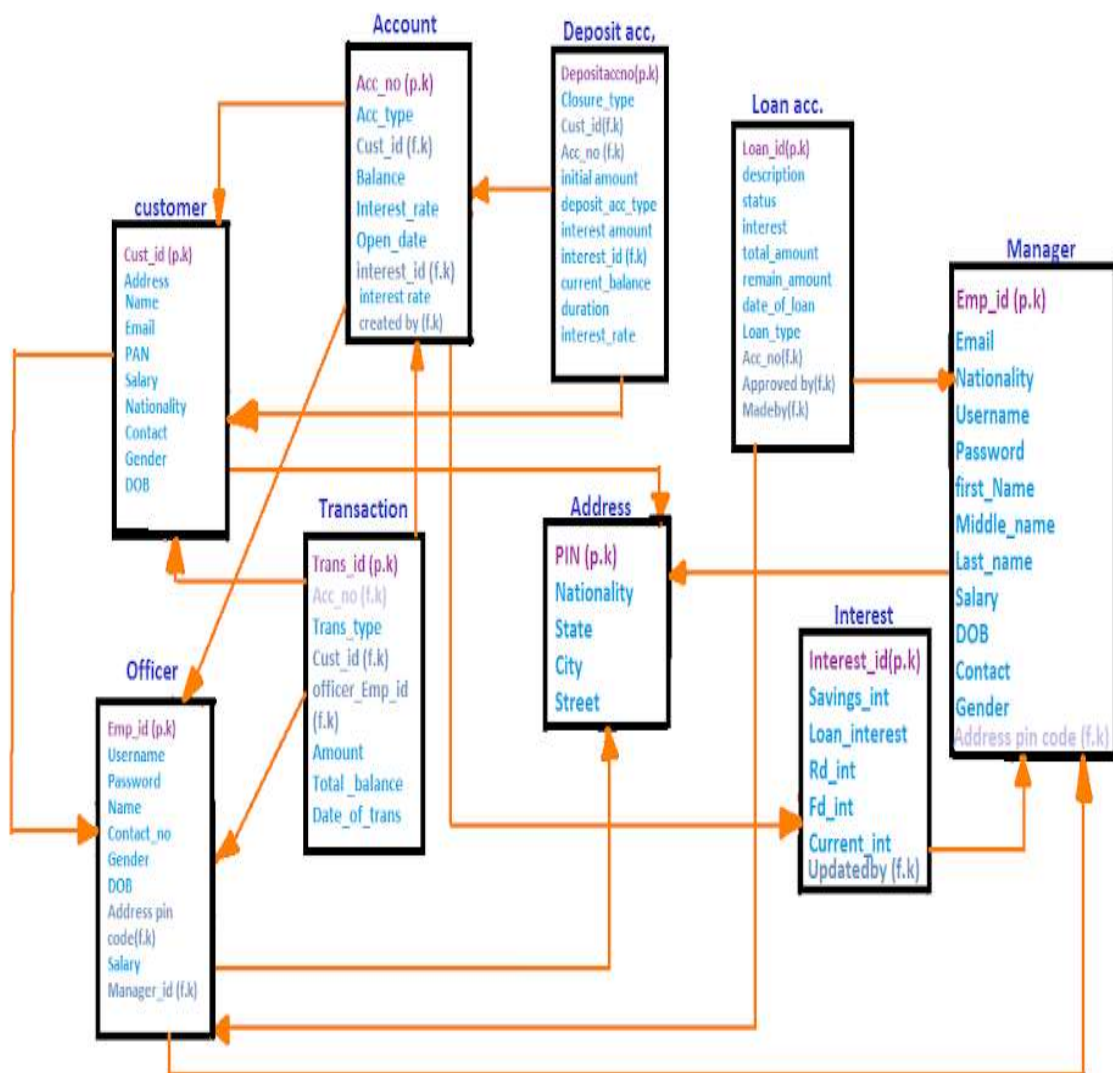 Account
Acc_no (p.k)
Acc_type
Cust_id (f.k)
Balance
Interest_rate
Open_date
interest_id (f.k)
interest rate
created by (f.k)
Deposit acc,
Depositaccno(p.k)
Closure_type
Cust_id(f.k)
Acc_no (f.k)
initial amount
deposit_acc_type
interest amount
interest_id (f.k)
current_balance
duration
interest_rate
Loan acc.
Loan_id(p.k)
description
status
interest
total_amount
remain_amount
date_of_loan
Loan_type
Acc_no(f.k)
Approved by(f.k)
Madeby(f.k)
customer
Cust_id (p.k)
Address
Name
Email
PAN
Salary
Nationality
Contact
Gender
DOB
Manager
Emp_id (p.k)
Email
Nationality
Username
Password
first_Name
Middle_name
Last_name
Salary
DOB
Contact
Gender
Address pin code (f.k)
Transaction
Trans_id (p.k)
Acc_no (f.k)
Trans_type
Cust_id (f.k)
officer_Emp_id
(f.k)
Amount
Total_balance
Date_of_trans
Address
PIN (p.k)
Nationality
State
City
Street
Interest
Interest_id(p.k)
Savings_int
Loan_interest
Rd_int
Fd_int
Current_int
Updatedby (f.k)
Officer
Emp_id (p.k)
Username
Password
Name
Contact_no
Gender
DOB
Address pin
code(f.k)
Salary
Manager_id (f.k)